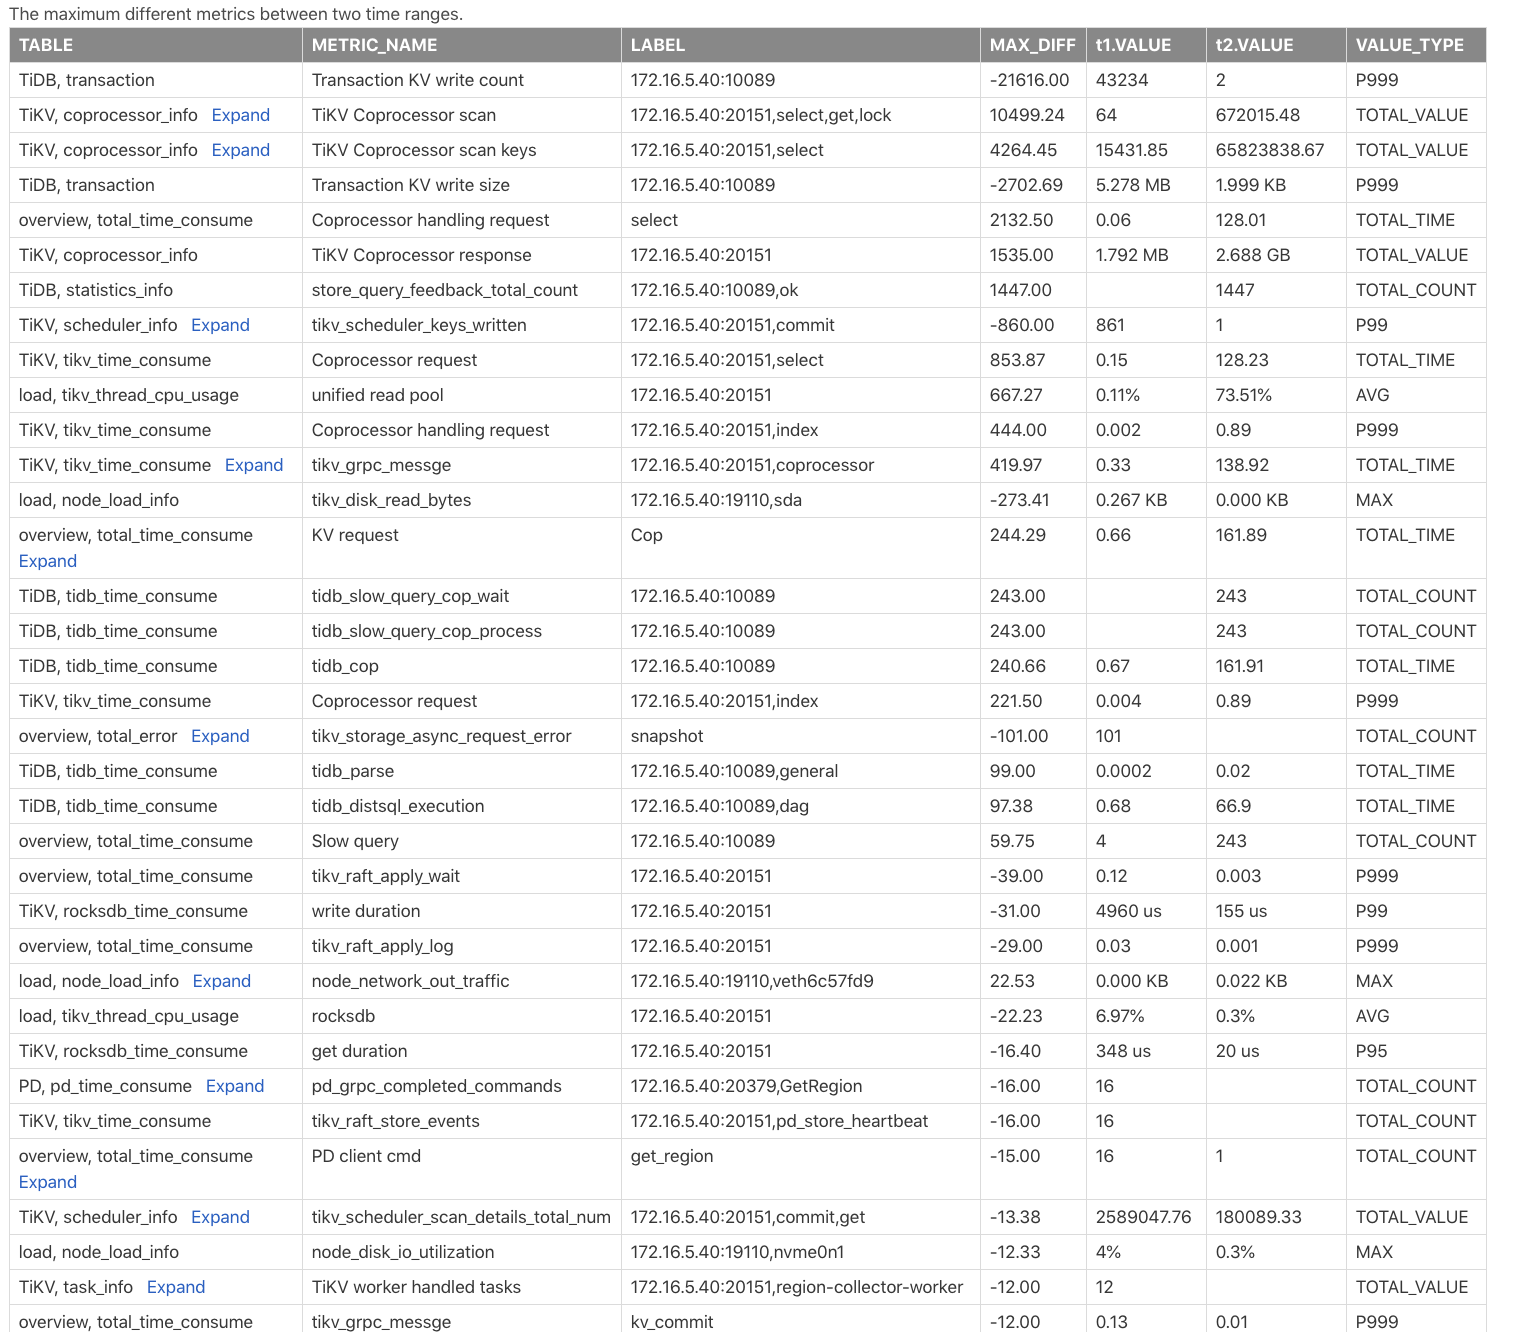 The maximum different metrics between two time ranges.
TABLE METRIC_NAME LABEL MAX_DIFF t1.VALUE t2.VALUE VALUE_TYPE
TiDB, transaction Transaction KV write count 172.16.5.40:10089 -21616.00 43234 2 P999
TiKV, coprocessor_info Expand TiKV Coprocessor scan 172.16.5.40:20151,select,get,lock 10499.24 64 672015.48 TOTAL_VALUE
TiKV, coprocessor_info Expand TiKV Coprocessor scan keys 172.16.5.40:20151,select 4264.45 15431.85 65823838.67 TOTAL_VALUE
TiDB, transaction Transaction KV write size 172.16.5.40:10089 -2702.69 5.278 MB 1.999 KB P999
overview, total_time_consume Coprocessor handling request select 2132.50 0.06 128.01 TOTAL_TIME
TiKV, coprocessor_info TiKV Coprocessor response 172.16.5.40:20151 1535.00 1.792 MB 2.688 GB TOTAL_VALUE
TiDB, statistics_info store_query_feedback_total_count 172.16.5.40:10089,ok 1447.00 1447 TOTAL_COUNT
TiKV, scheduler_info Expand tikv_scheduler_keys_written 172.16.5.40:20151,commit -860.00 861 1 P99
TiKV, tikv_time_consume Coprocessor request 172.16.5.40:20151,select 853.87 0.15 128.23 TOTAL_TIME
load, tikv_thread_cpu_usage unified read pool 172.16.5.40:20151 667.27 0.11% 73.51% AVG
TiKV, tikv_time_consume Coprocessor handling request 172.16.5.40:20151,index 444.00 0.002 0.89 P999
TiKV, tikv_time_consume Expand tikv_grpc_messge 172.16.5.40:20151,coprocessor 419.97 0.33 138.92 TOTAL_TIME
load, node_load_info tikv_disk_read_bytes 172.16.5.40:19110,sda -273.41 0.267 KB 0.000 KB MAX
overview, total_time_consume KV request Cop 244.29 0.66 161.89 TOTAL_TIME
Expand
TiDB, tidb_time_consume tidb_slow_query_cop_wait 172.16.5.40:10089 243.00 243 TOTAL_COUNT
TiDB, tidb_time_consume tidb_slow_query_cop_process 172.16.5.40:10089 243.00 243 TOTAL_COUNT
TiDB, tidb_time_consume tidb_cop 172.16.5.40:10089 240.66 0.67 161.91 TOTAL_TIME
TiKV, tikv_time_consume Coprocessor request 172.16.5.40:20151,index 221.50 0.004 0.89 P999
overview, total_error Expand tikv_storage_async_request_error snapshot -101.00 101 TOTAL_COUNT
TiDB, tidb_time_consume tidb_parse 172.16.5.40:10089,general 99.00 0.0002 0.02 TOTAL_TIME
TiDB, tidb_time_consume tidb_distsql_execution 172.16.5.40:10089,dag 97.38 0.68 66.9 TOTAL_TIME
overview, total_time_consume Slow query 172.16.5.40:10089 59.75 4 243 TOTAL_COUNT
overview, total_time_consume tikv_raft_apply_wait 172.16.5.40:20151 -39.00 0.12 0.003 P999
TiKV, rocksdb_time_consume write duration 172.16.5.40:20151 -31.00 4960 us 155 us P99
overview, total_time_consume tikv_raft_apply_log 172.16.5.40:20151 -29.00 0.03 0.001 P999
load, node_load_info Expand node_network_out_traffic 172.16.5.40:19110,veth6c57fd9 22.53 0.000 KB 0.022 KB MAX
load, tikv_thread_cpu_usage rocksdb 172.16.5.40:20151 -22.23 6.97% 0.3% AVG
TiKV, rocksdb_time_consume get duration 172.16.5.40:20151 -16.40 348 us 20 us P95
PD, pd_time_consume Expand pd_grpc_completed_commands 172.16.5.40:20379,GetRegion -16.00 16 TOTAL_COUNT
TiKV, tikv_time_consume tikv_raft_store_events 172.16.5.40:20151,pd_store_heartbeat -16.00 16 TOTAL_COUNT
overview, total_time_consume PD client cmd get_region -15.00 16 1 TOTAL_COUNT
Expand
TiKV, scheduler_info Expand tikv_scheduler_scan_details_total_num 172.16.5.40:20151,commit,get -13.38 2589047.76 180089.33 TOTAL_VALUE
load, node_load_info node_disk_io_utilization 172.16.5.40:19110,nvme0n1 -12.33 4% 0.3% MAX
TiKV, task_info Expand TiKV worker handled tasks 172.16.5.40:20151,region-collector-worker -12.00 12 TOTAL_VALUE
overview, total_time_consume tikv_grpc_messge kv_commit -12.00 0.13 0.01 P999